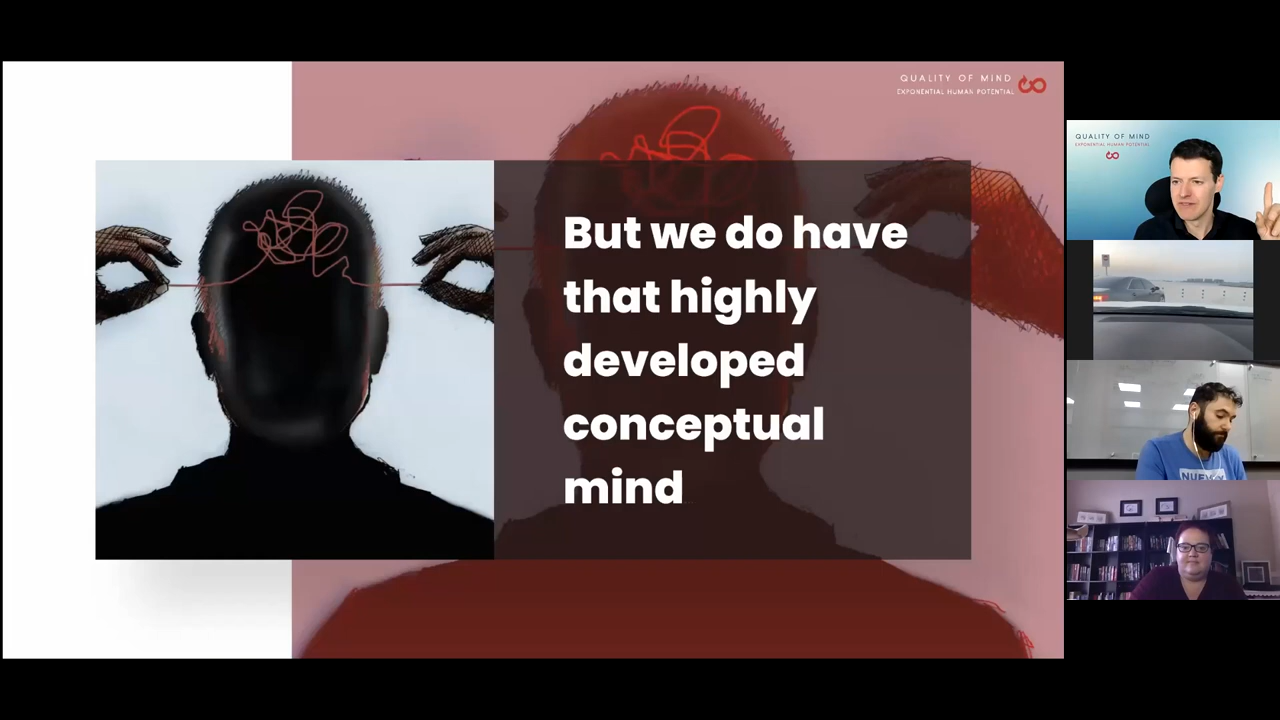 QUALITY OF MIND
EXPONENTIAL HUMAN POTENTIAL
But we do have
that highly
developed
conceptual
mind
QUALITY OF MIND
EXPONENTIAL HUMAN POTENTIAL